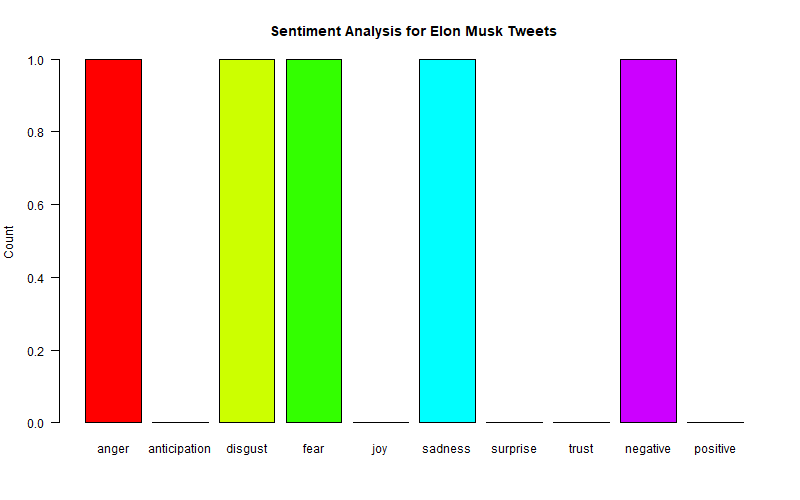 Sentiment Analysis for Elon Musk Tweets
1.0
0.8
0.6
0.4
0.2
0.0
Count
anger anticipation disgust fear joy sadness surprise trust negative positive